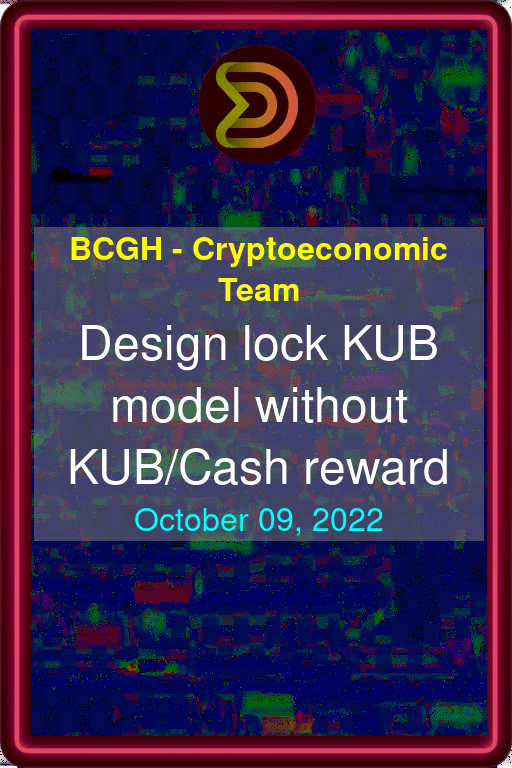 BCGH - Cryptoeconomic
Team
Design lock KUB
model without
KUB/Cash reward
October 09, 2022